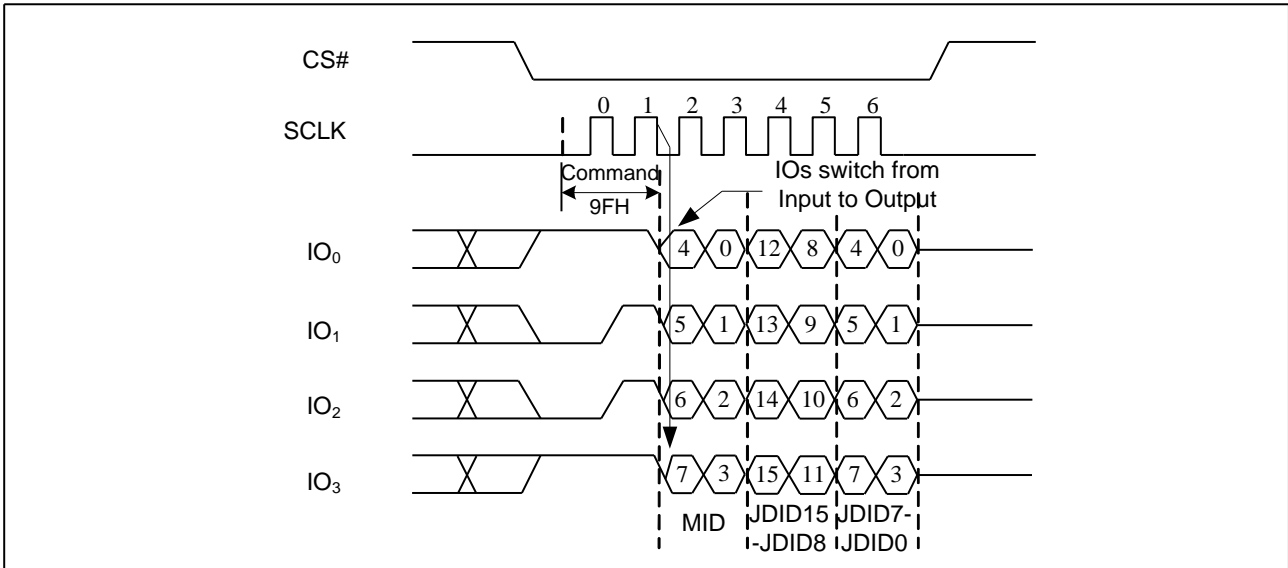 CS#
0 1 2 3 4 5 6
SCLK
Command
9FH
IOs switch from
Input to Output
IO0 4 0 12 8 4 0
IO1 5 1 13 9 5 1
IO2 6 2 14 10 6 2
IO3 7 3 15 11 7 3
MID
JDID15
-JDID8
JDID7-
JDID0